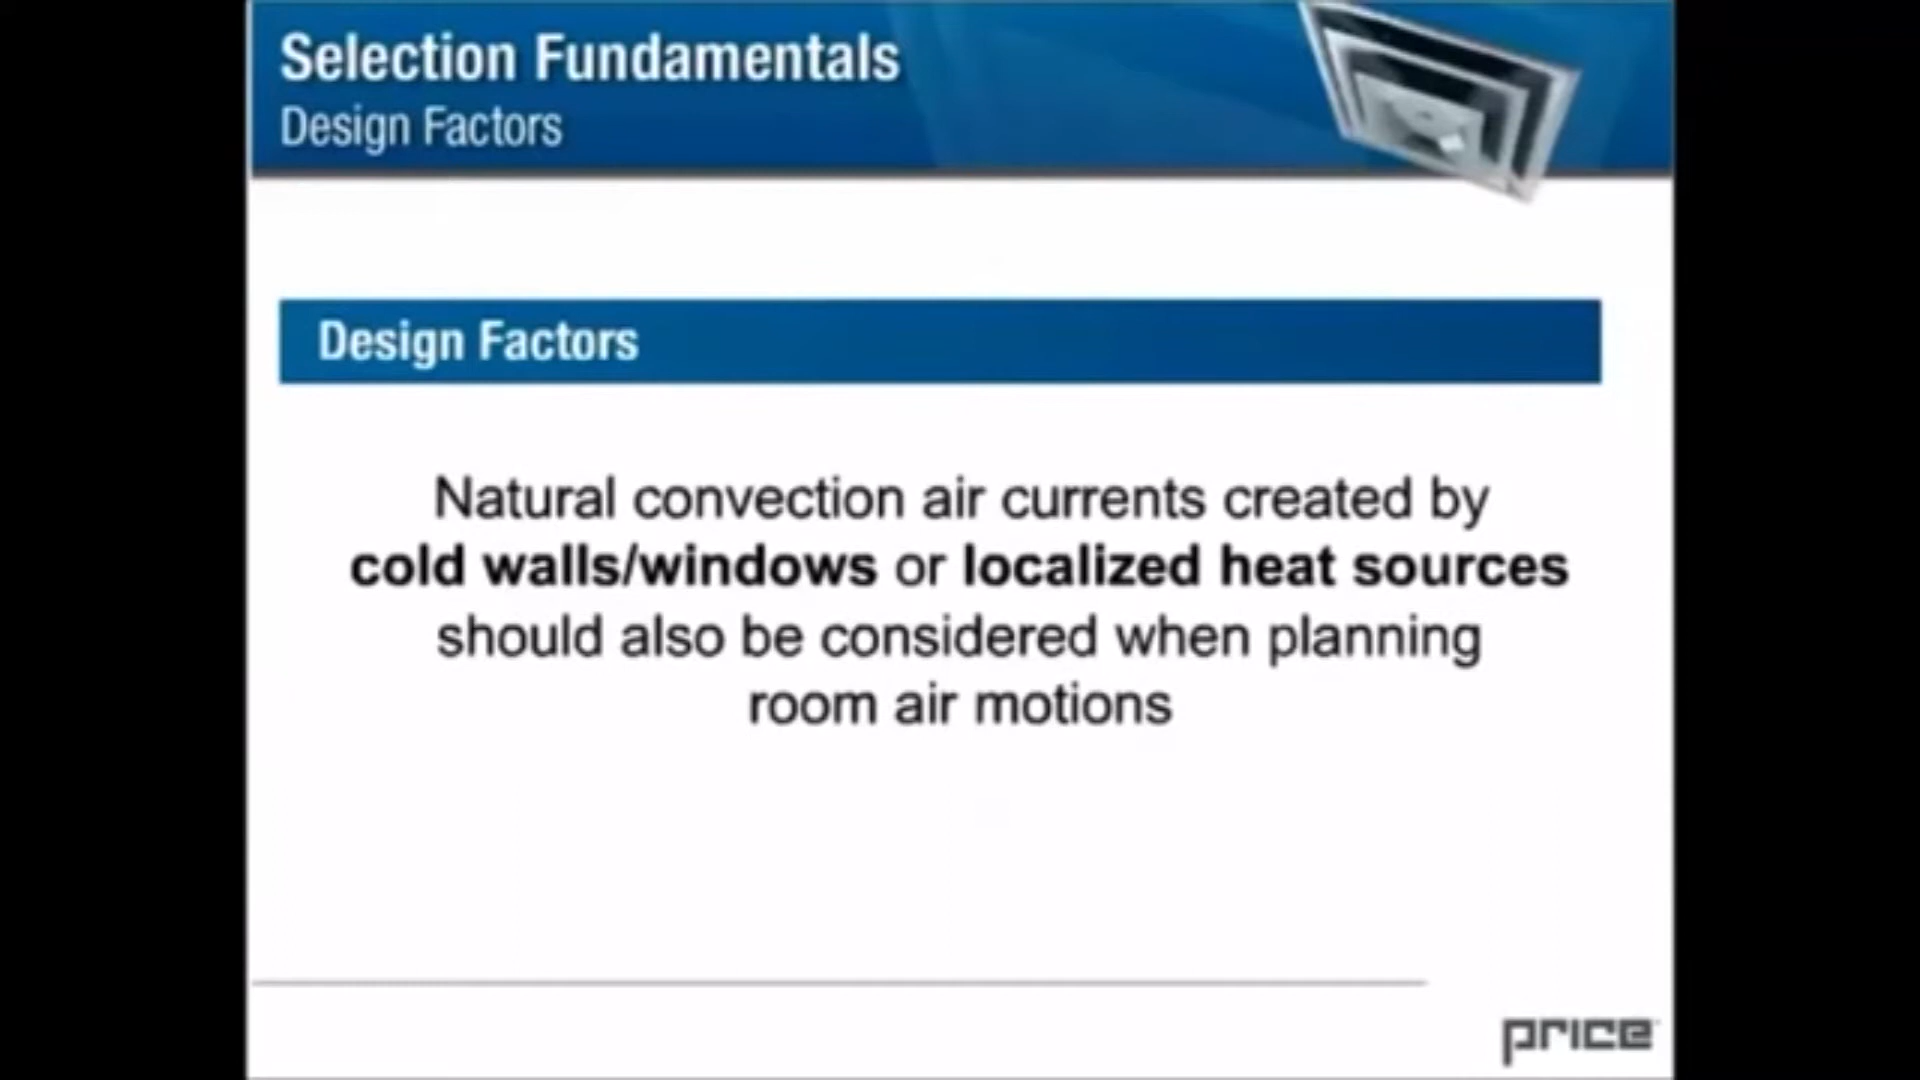 Selection Fundamentals
Design Factors
Design Factors
Natural convection air currents created by
cold walls/windows or localized heat sources
should also be considered when planning
room air motions
price